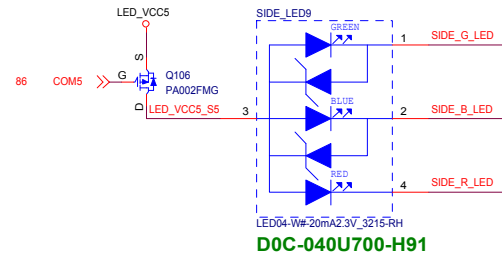 LED_VCC5
SIDE_LED9
GREEN
1
SIDE_G_LED
S
86
COM5
G
Q106
PA002FMG
D
LED_VCC5_S5
3
BLUE
2
SIDE_B_LED
RED
4
SIDE_R_LED
LED04-W#-20mA2.3V_3215-RH
D0C-040U700-H91